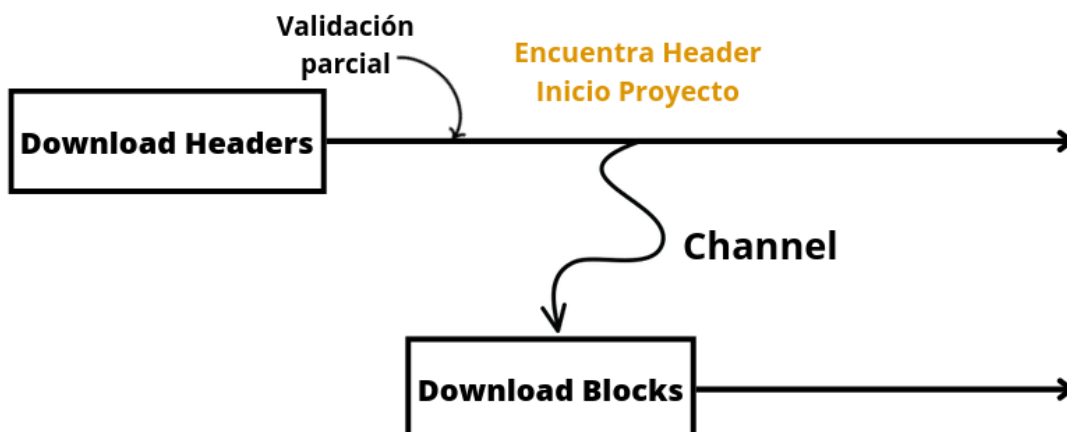 Validación
parcial
Encuentra Header
Inicio Proyecto
Download Headers
Channel
Download Blocks